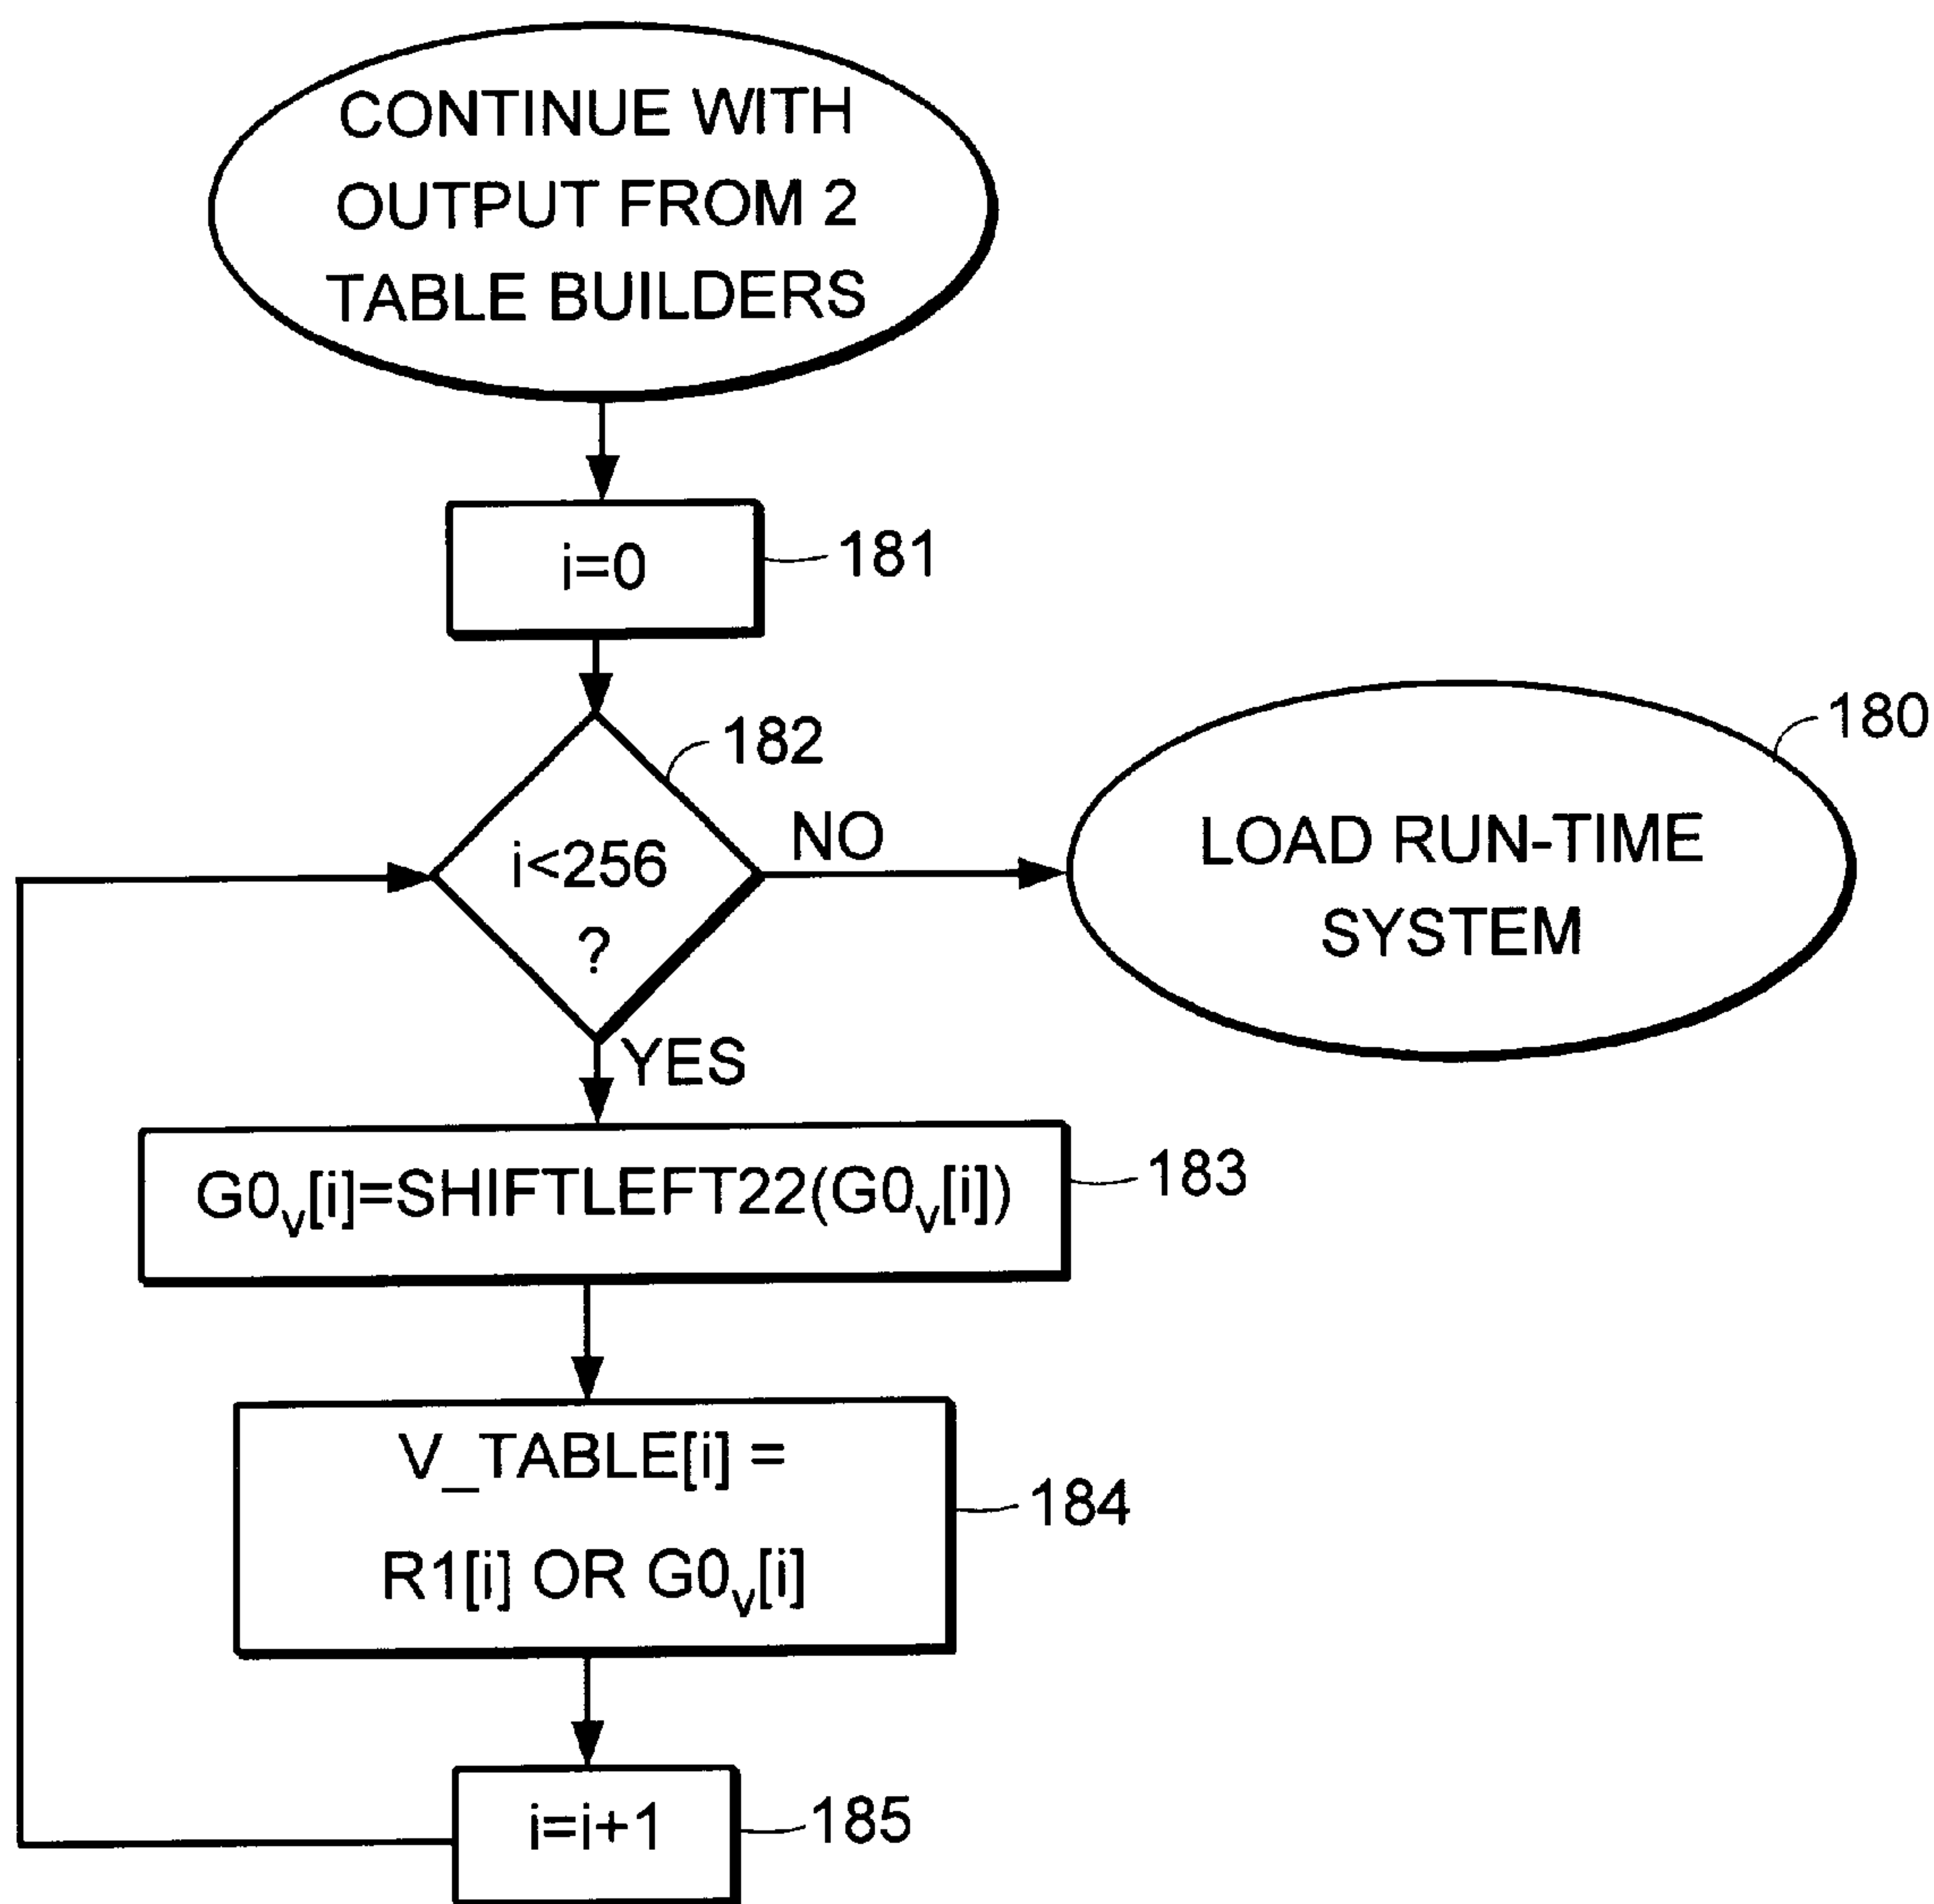 CONTINUE WITH
OUTPUT FROM 2
TABLE BUILDERS
i=0
181
182
i<256
?
NO
YES
180
LOAD RUN-TIME
SYSTEM
G0v[i]=SHIFTLEFT22(G0v[i])
183
V_TABLE[i] =
R1[i] OR G0v[i]
184
i=i+1
185